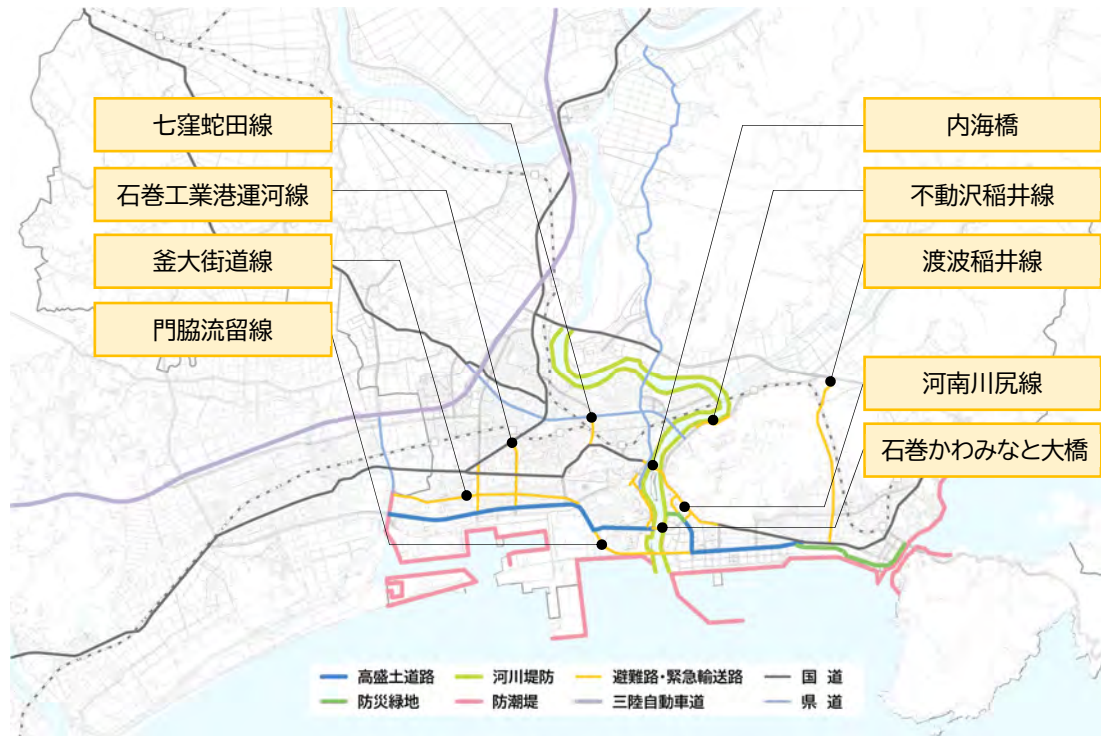 七窪蛇田線
石巻工業港運河線
釜大街道線
門脇流留線
内海橋
不動沢稲井線
渡波稲井線
河南川尻線
石巻かわみなと大橋
高盛土道路
河川堤防
避難路・緊急輸送路
国 道
防災緑地
防潮堤
三陸自動車道
県 道